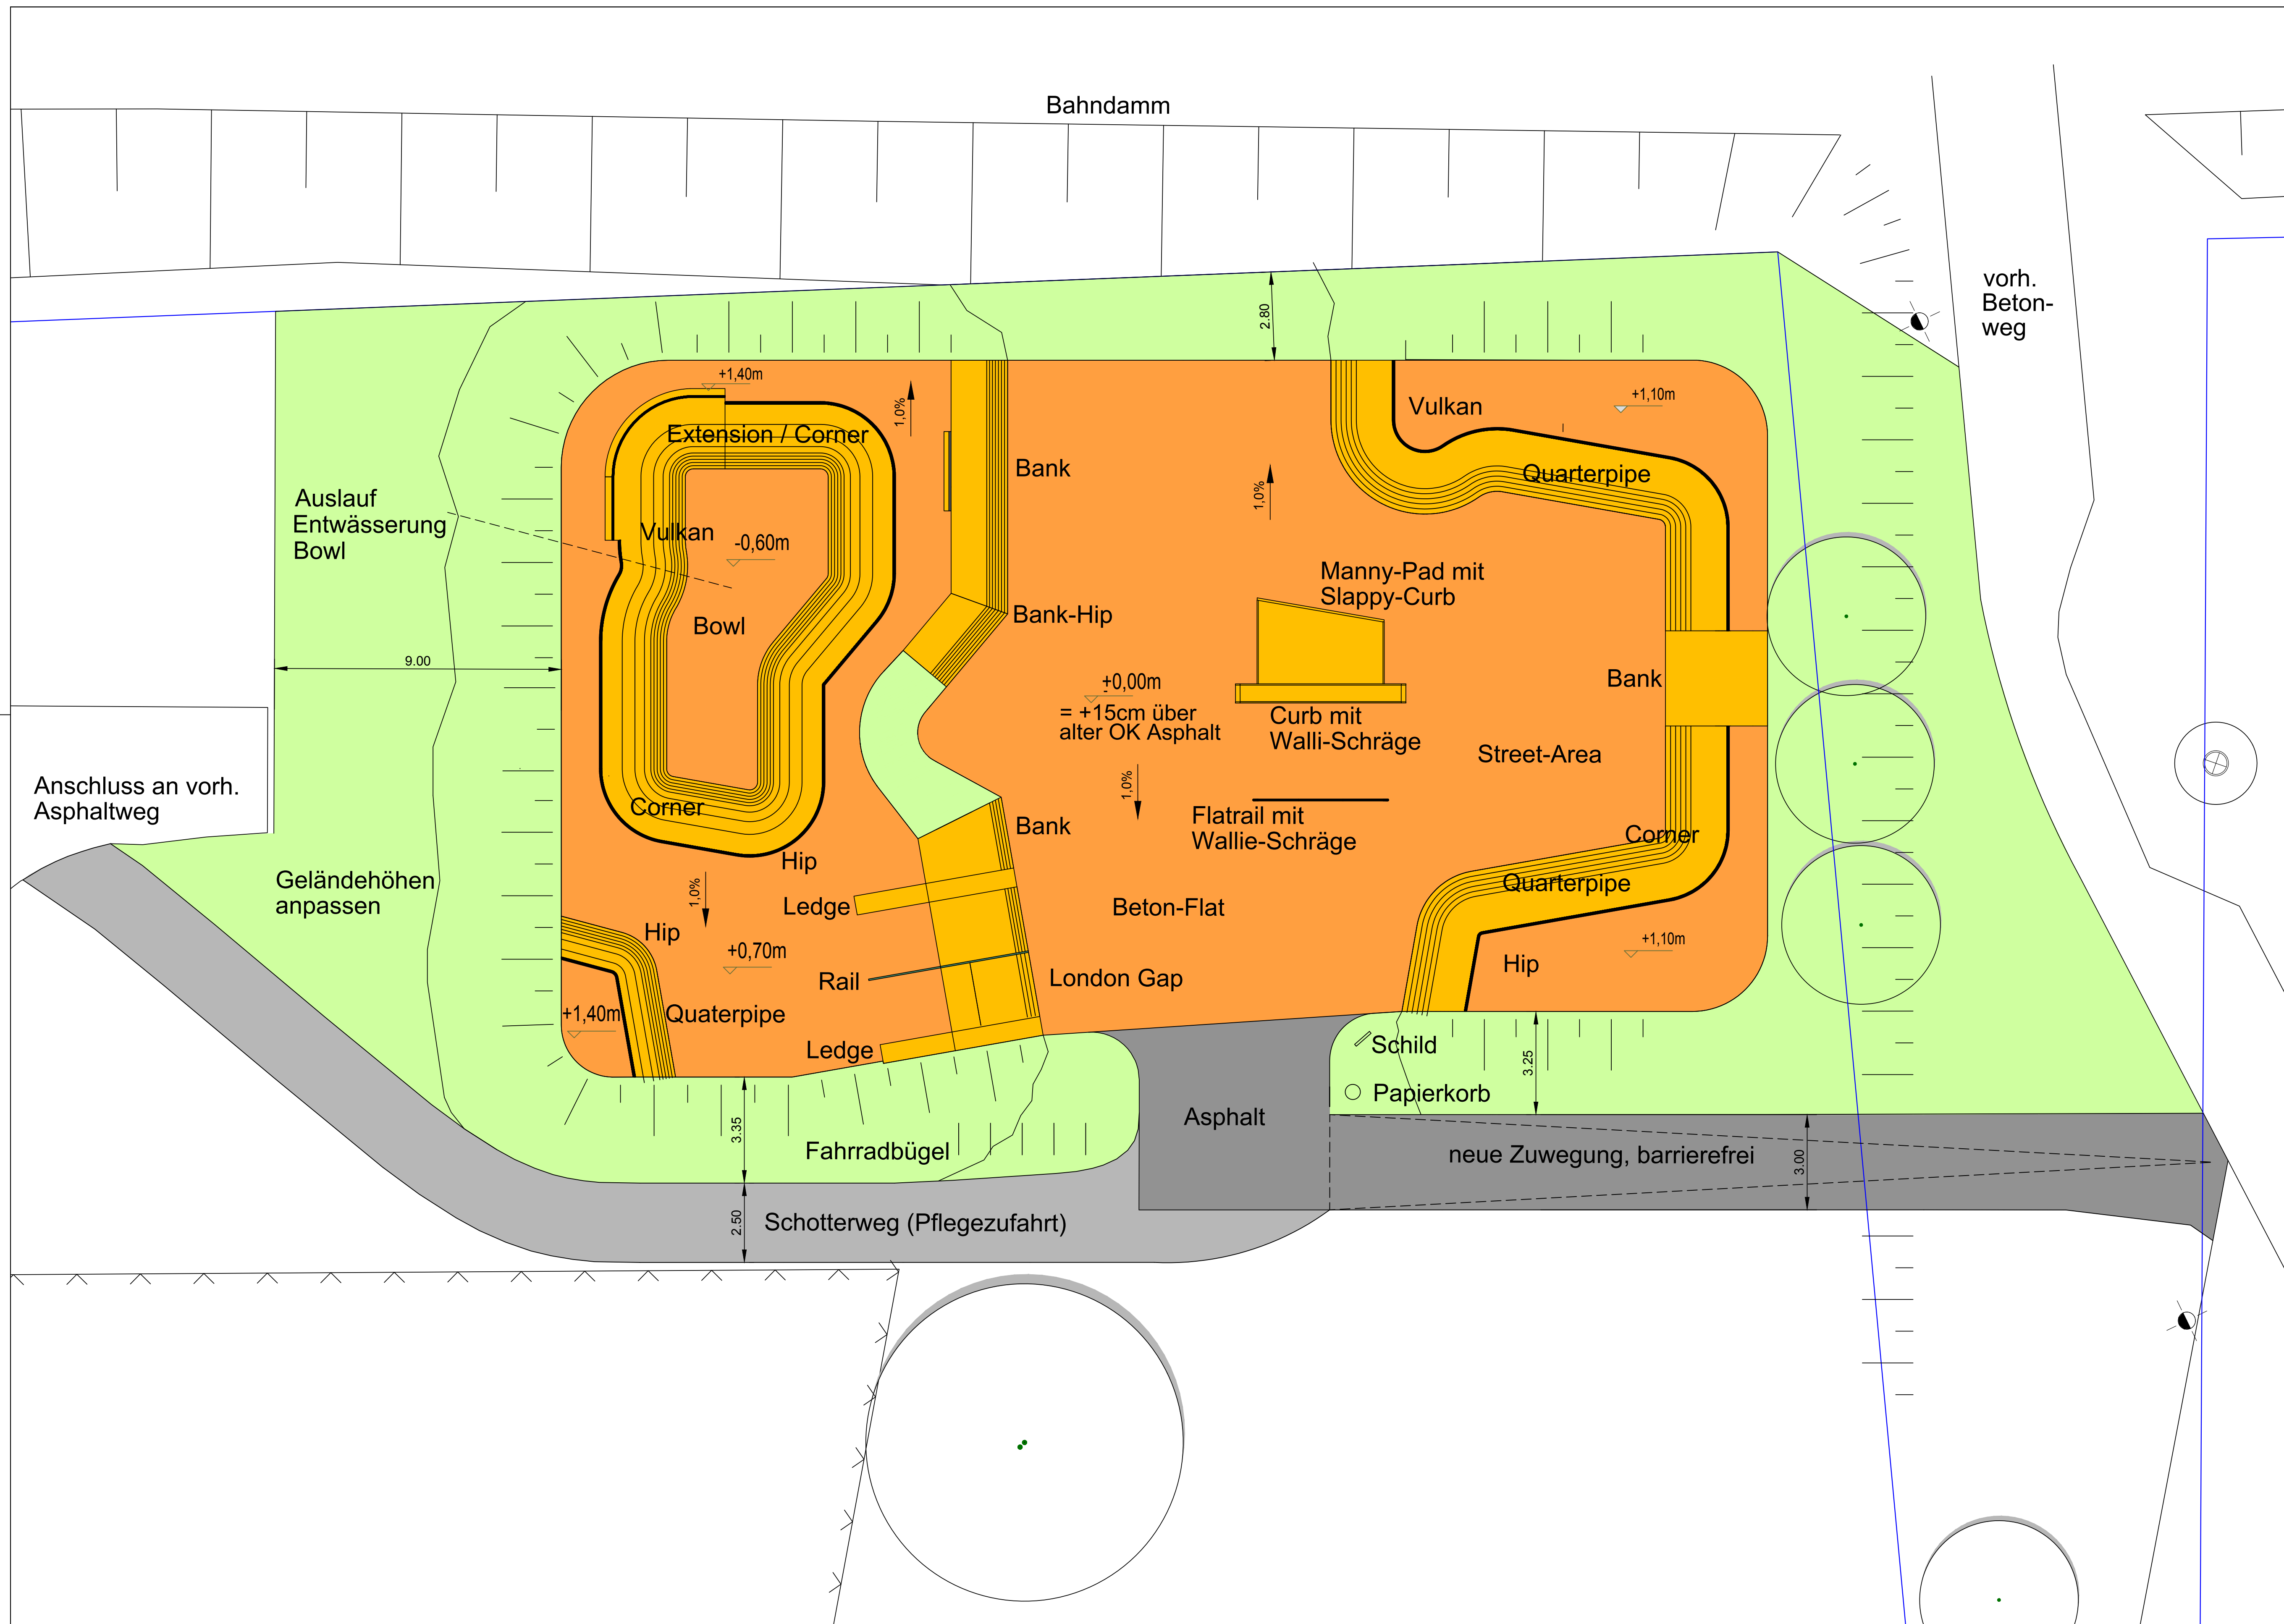 Bahndamm
vorh.
Beton-
weg
2.80
+1,40m
1,0%
Extension / Corner
Vulkan
+1,10m
Bank
Quarterpipe
1,0%
Auslauf
Entwässerung
Bowl
Vulkan
-0,60m
Bowl
Bank-Hip
Manny-Pad mit
Slappy-Curb
9.00
Bank
+0,00m
= +15cm über
alter OK Asphalt
Curb mit
Walli-Schräge
Street-Area
Anschluss an vorh.
Asphaltweg
1,0%
Corner
Bank
Flatrail mit
Wallie-Schräge
Corner
Hip
Geländehöhen
anpassen
1,0%
Ledge
Beton-Flat
Quarterpipe
Hip
+0,70m
Rail
London Gap
Hip
+1,10m
+1,40m
Quaterpipe
Ledge
Schild
3.25
Papierkorb
3.35
Asphalt
Fahrradbügel
neue Zuwegung, barrierefrei
3.00
2.50
Schotterweg (Pflegezufahrt)